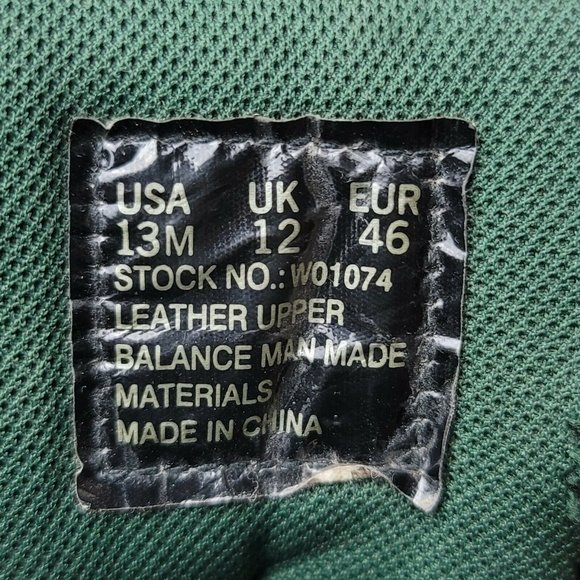 USA UK EUR
13M 12 46
STOCK NO.: W01074
LEATHER UPPER
BALANCE MAN MADE
MATERIALS
MADE IN CHINA